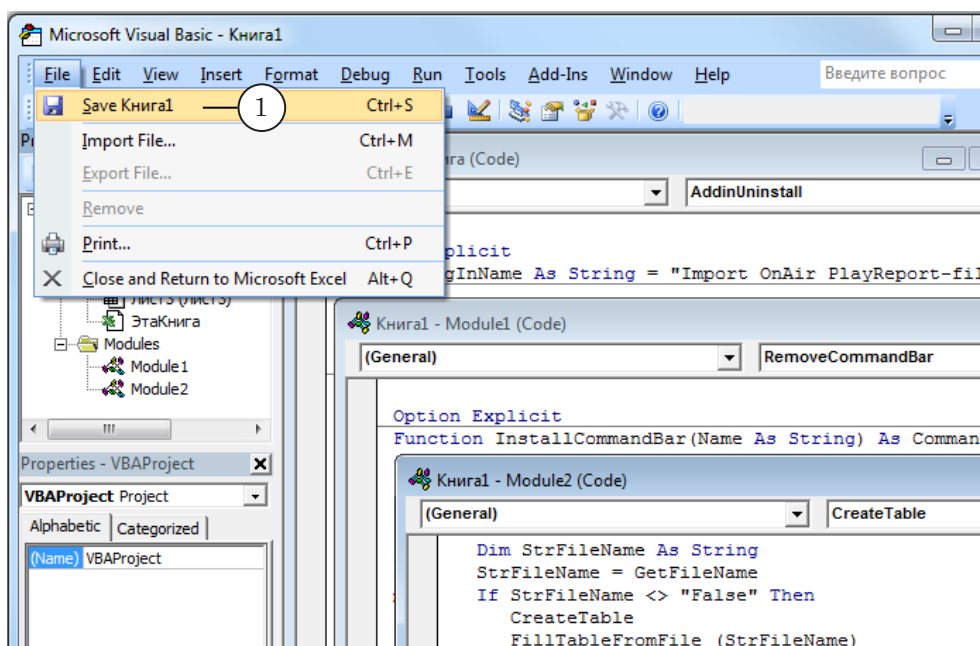 Microsoft Visual Basic - Книга1
File Edit View Insert Format Debug Run Tools Add-Ins Window Help Введите вопрос
Save Книга1 1 Ctrl+S
Import File... Ctrl+M
Export File... Ctrl+E
Remove
Print... Ctrl+P
Close and Return to Microsoft Excel Alt+Q
(Code)
AddinUninstall
As String = "Import OnAir PlayReport-fil
Лист3 (Лист3)
ЭтаКнига
Modules
Module1
Module2
Книга1 - Module1 (Code)
(General) RemoveCommandBar
Option Explicit
Function InstallCommandBar(Name As String) As Comman
Properties - VBAProject
VBAProject Project
Alphabetic Categorized
(Name) VBAProject
Книга1 - Module2 (Code)
(General) CreateTable
Dim StrFileName As String
StrFileName = GetFileName
If StrFileName <> "False" Then
CreateTable
FillTableFromFile (StrFileName)